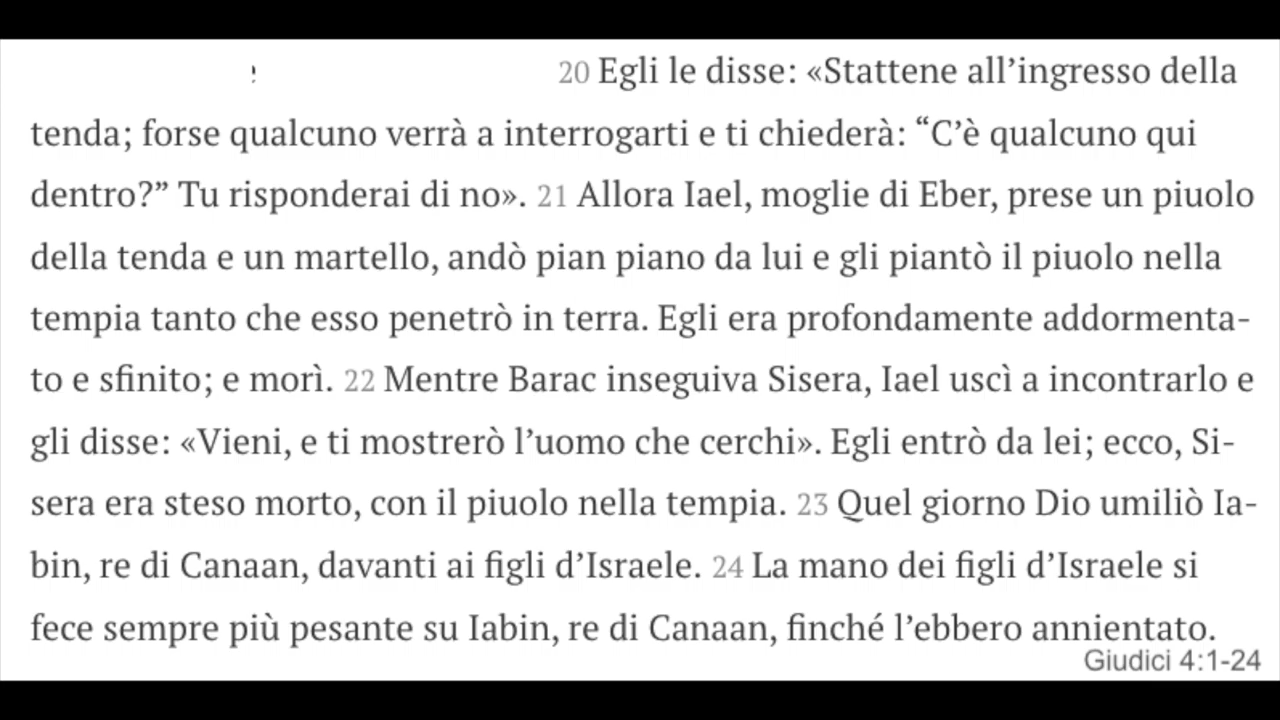 20 Egli le disse: «Stattene all’ingresso della
tenda; forse qualcuno verrà a interrogarti e ti chiederà: “C’è qualcuno qui
dentro?” Tu risponderai di no». 21 Allora Iael, moglie di Eber, prese un piuolo
della tenda e un martello, andò pian piano da lui e gli piantò il piuolo nella
tempia tanto che esso penetrò in terra. Egli era profondamente addormenta-
to e sfinito; e morì. 22 Mentre Barac inseguiva Sisera, Iael uscì a incontrarlo e
gli disse: «Vieni, e ti mostrerò l’uomo che cerchi». Egli entrò da lei; ecco, Si-
sera era steso morto, con il piuolo nella tempia. 23 Quel giorno Dio umiliò Ia-
bin, re di Canaan, davanti ai figli d’Israele. 24 La mano dei figli d’Israele si
fece sempre più pesante su Iabin, re di Canaan, finché l’ebbero annientato.
Giudici 4:1-24